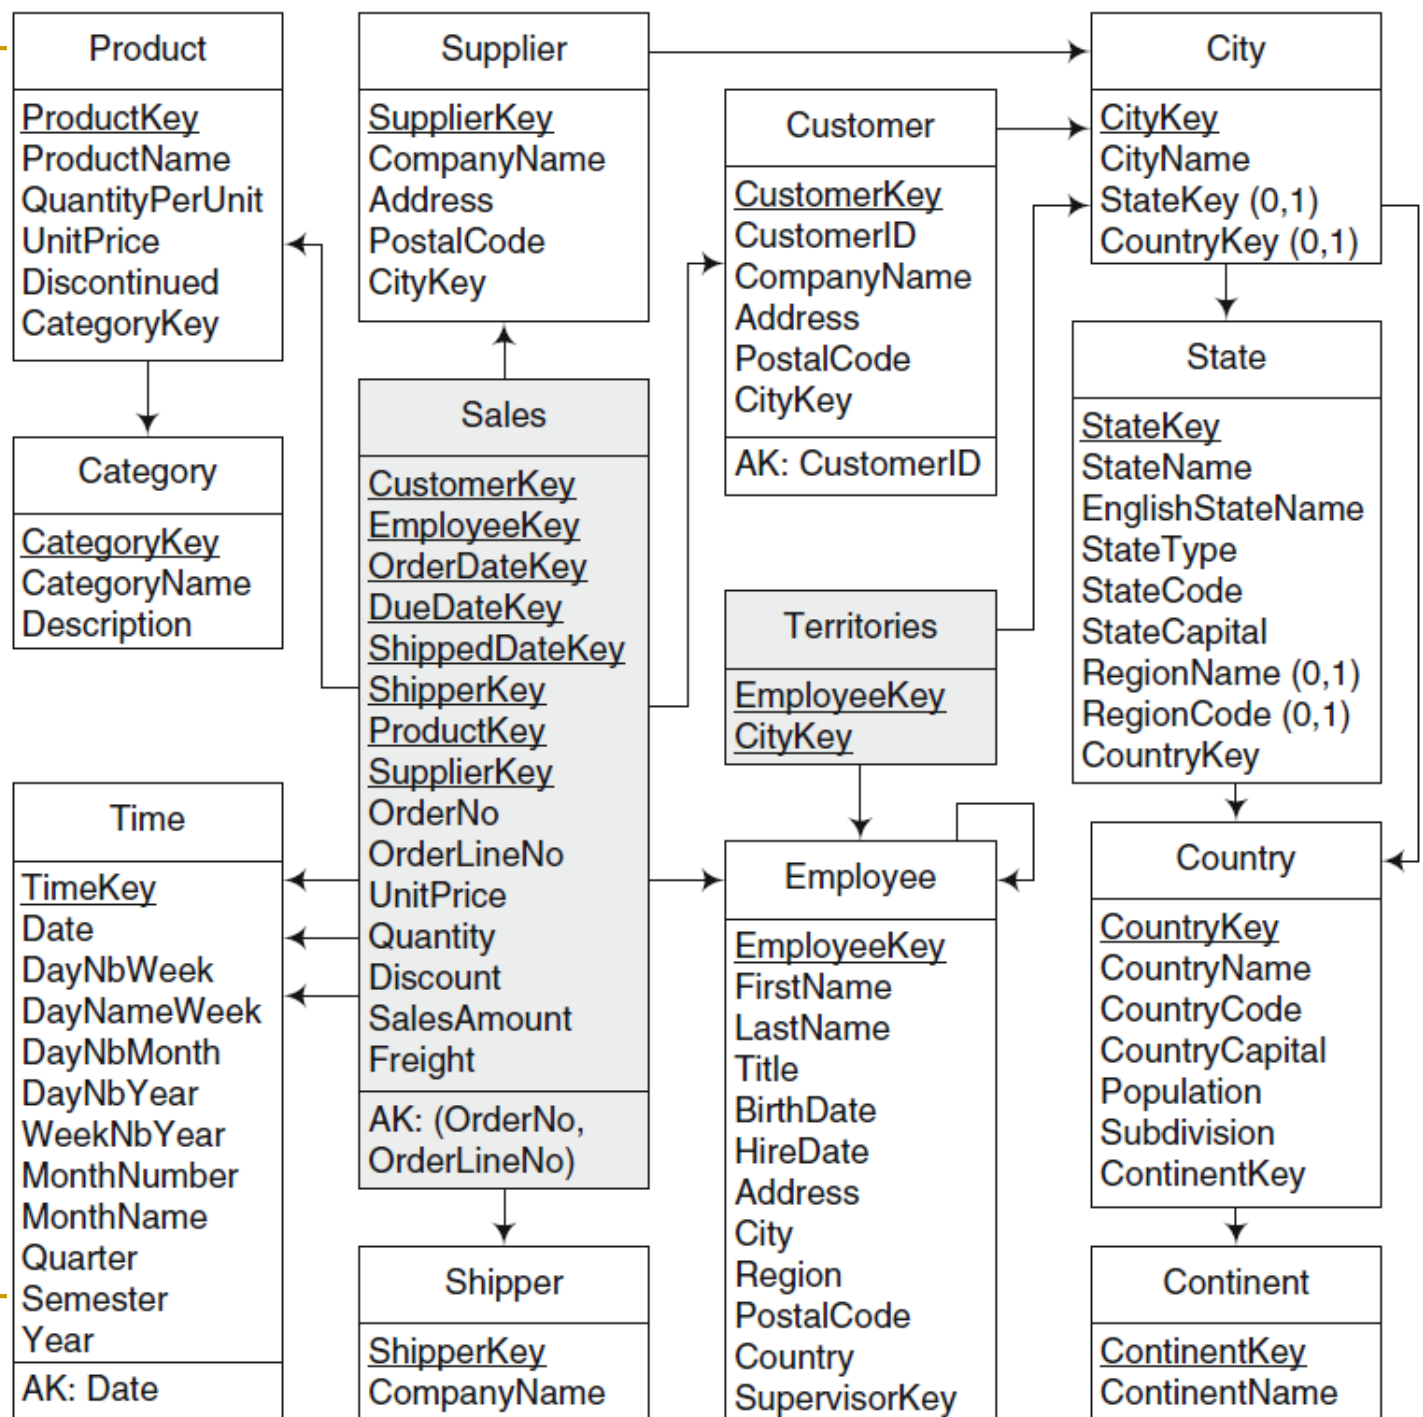 Product
ProductKey
ProductName
QuantityPerUnit
UnitPrice
Discontinued
CategoryKey
Supplier
SupplierKey
CompanyName
Address
PostalCode
CityKey
Customer
CustomerKey
CustomerID
CompanyName
Address
PostalCode
CityKey
AK: CustomerID
City
CityKey
CityName
StateKey (0,1)
CountryKey (0,1)
State
StateKey
StateName
EnglishStateName
StateType
StateCode
StateCapital
RegionName (0,1)
RegionCode (0,1)
CountryKey
Category
CategoryKey
CategoryName
Description
Sales
CustomerKey
EmployeeKey
OrderDateKey
DueDateKey
ShippedDateKey
ShipperKey
ProductKey
SupplierKey
OrderNo
OrderLineNo
UnitPrice
Quantity
Discount
SalesAmount
Freight
AK: (OrderNo,
OrderLineNo)
Territories
EmployeeKey
CityKey
Time
TimeKey
Date
DayNbWeek
DayNameWeek
DayNbMonth
DayNbYear
WeekNbYear
MonthNumber
MonthName
Quarter
Semester
Year
AK: Date
Shipper
ShipperKey
CompanyName
Employee
EmployeeKey
FirstName
LastName
Title
BirthDate
HireDate
Address
City
Region
PostalCode
Country
SupervisorKey
Country
CountryKey
CountryName
CountryCode
CountryCapital
Population
Subdivision
ContinentKey
Continent
ContinentKey
ContinentName